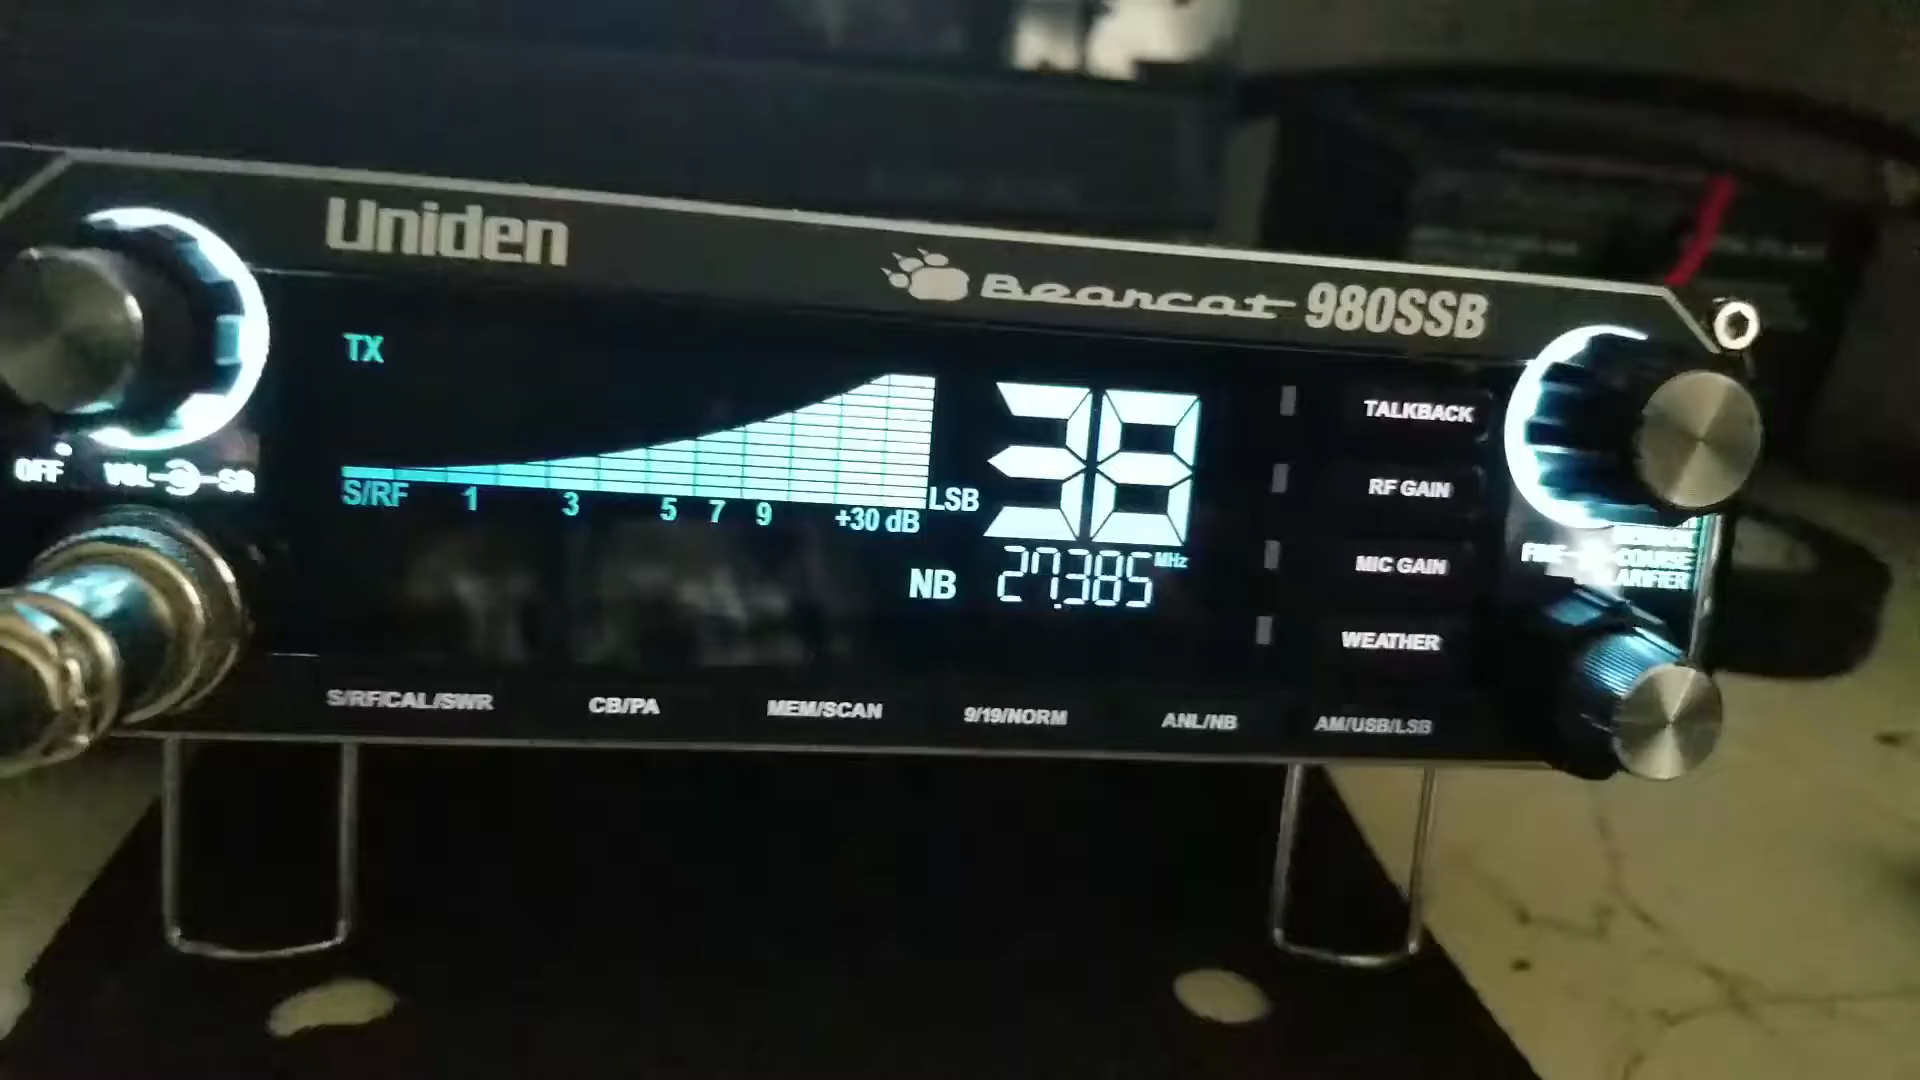 Uniden
Bearcat 980SSB
TX
S/RF 1 3 5 7 9 +30 dB
LSB
38
NB
27.385 MHz
TALKBACK
RF GAIN
MIC GAIN
WEATHER
OFF VOL SQ
COARSE
S/RF/CAL/SWR
CB/PA
MEM/SCAN
9/19/NORM
ANL/NB
AM/USB/LSB